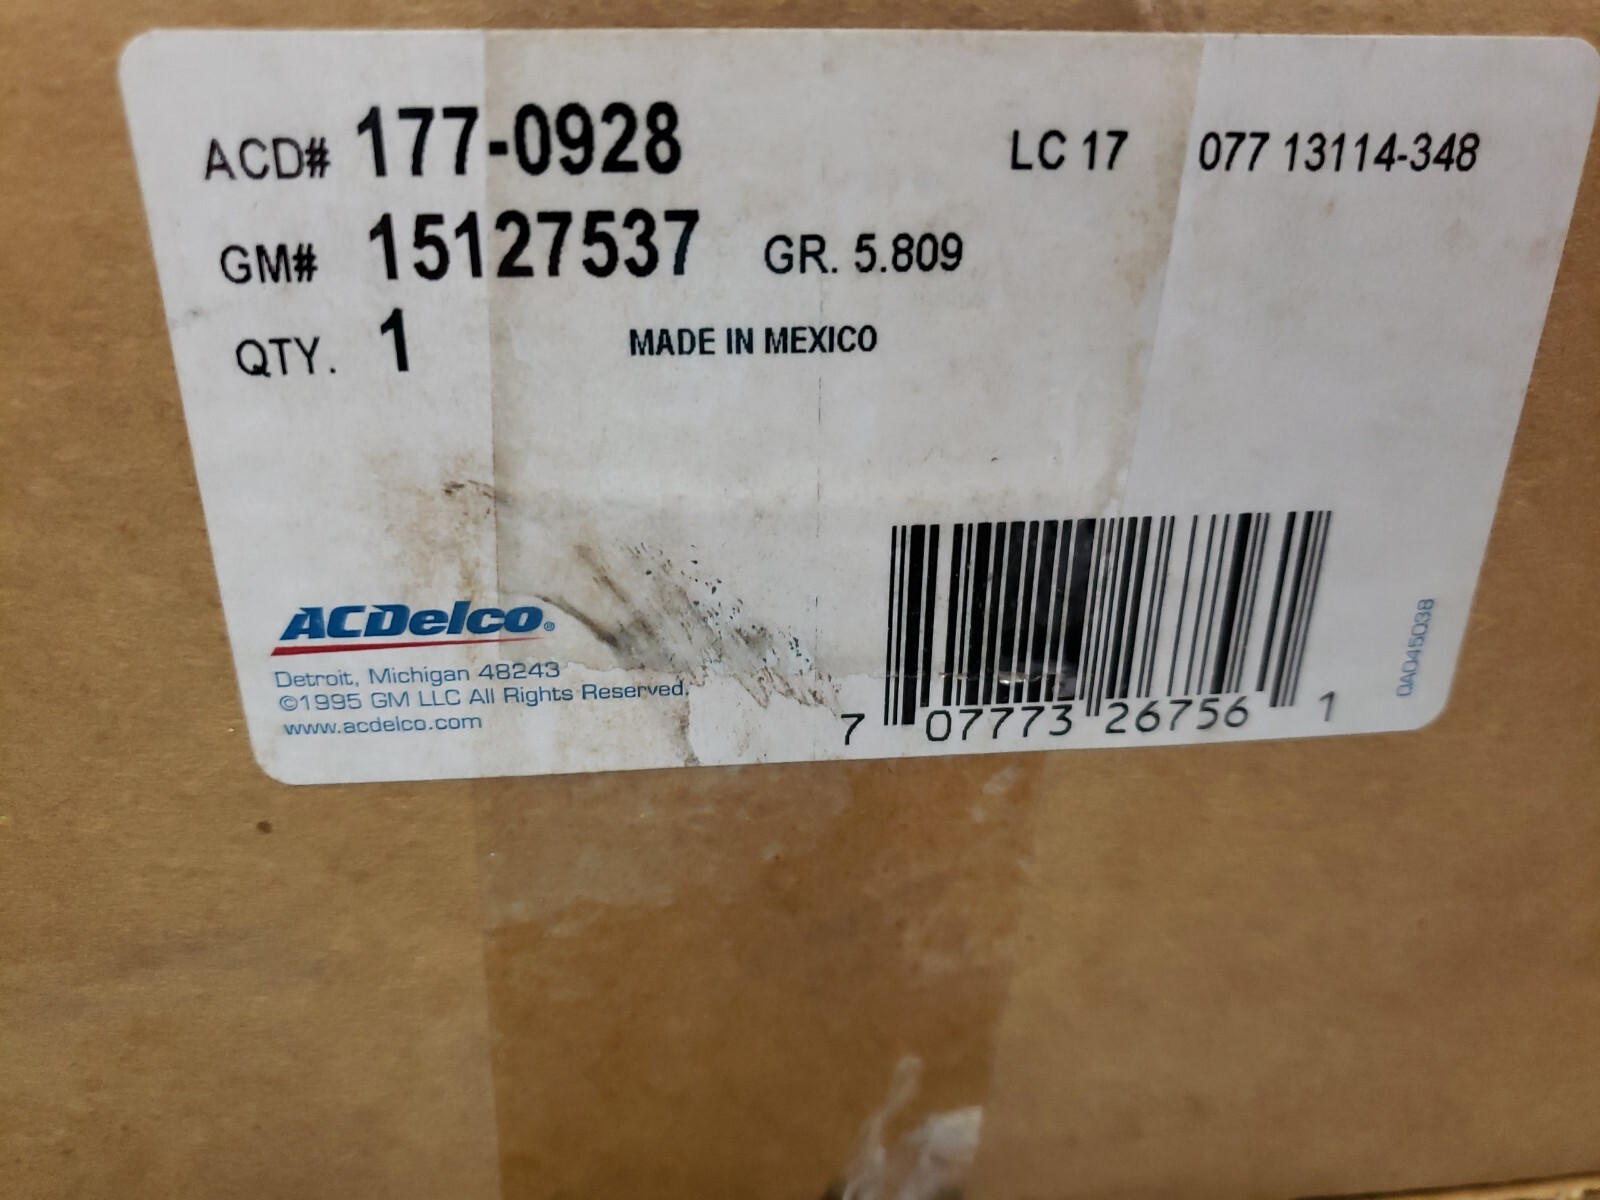 ACD# 177-0928 LC 17 077 13114-348
GM# 15127537 GR. 5.809
QTY. 1 MADE IN MEXICO
ACDelco®
Detroit, Michigan 48243
©1995 GM LLC All Rights Reserved.
www.acdelco.com
7 07773 26756 1
0A045038